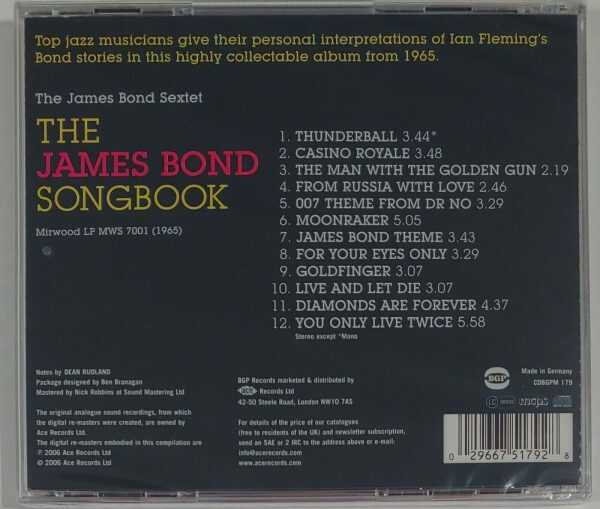 Top jazz musicians give their personal interpretations of Ian Fleming's
Bond stories in this highly collectable album from 1965.
The James Bond Sextet
THE
JAMES BOND
SONGBOOK
Mirwood LP MWS 7001 (1965)
1. THUNDERBALL 3.44*
2. CASINO ROYALE 3.48
3. THE MAN WITH THE GOLDEN GUN 2.19
4. FROM RUSSIA WITH LOVE 2.46
5. 007 THEME FROM DR NO 3.29
6. MOONRAKER 5.05
7. JAMES BOND THEME 3.43
8. FOR YOUR EYES ONLY 3.29
9. GOLDFINGER 3.07
10. LIVE AND LET DIE 3.07
11. DIAMONDS ARE FOREVER 4.37
12. YOU ONLY LIVE TWICE 5.58
Stereo except *Mono
Notes by DEAN RUDLAND
Package designed by Ben Branagan
Mastered by Nick Robbins at Sound Mastering Ltd
The original analogue sound recordings, from which
the digital re-masters were created, are owned by
Ace Records Ltd.
The digital re-masters embodied in this compilation are
℗ 2006 Ace Records Ltd
© 2006 Ace Records Ltd
BGP Records marketed & distributed by
Records Ltd
42-50 Steele Road, London NW10 7AS
For details of the price of our catalogues
(free to residents of the UK) and newsletter subscription,
send an SAE or 2 IRC to the address above or e-mail:
info@acerecords.com
www.acerecords.com
BGP
Made in Germany
CDBGPM 179
mcps
0 29667 51792 8